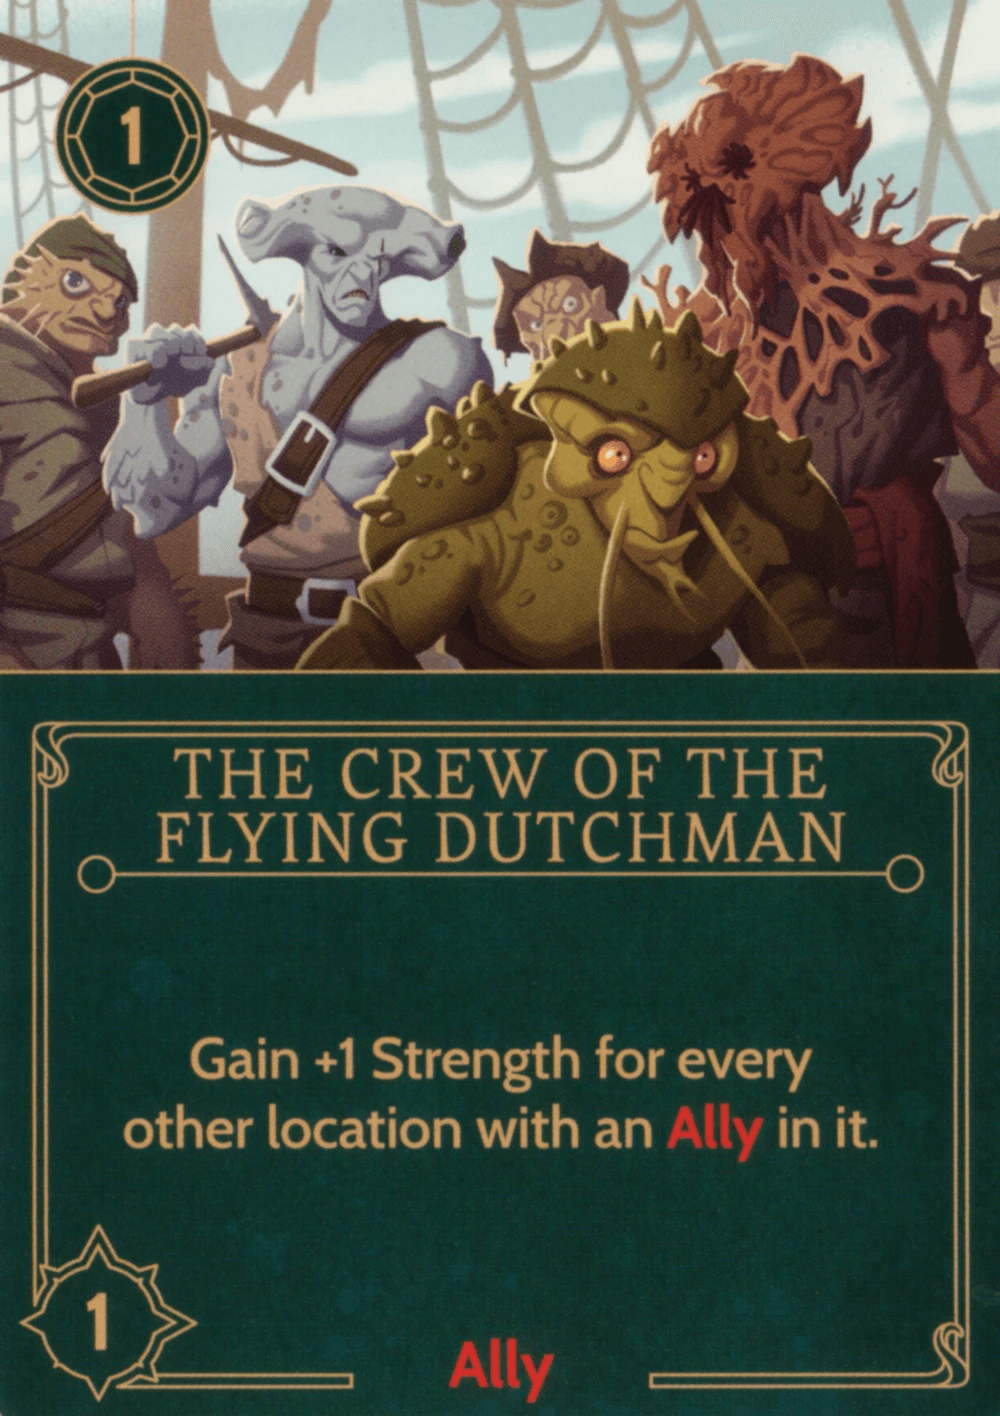 1
THE CREW OF THE
FLYING DUTCHMAN
Gain +1 Strength for every
other location with an Ally in it.
1
Ally